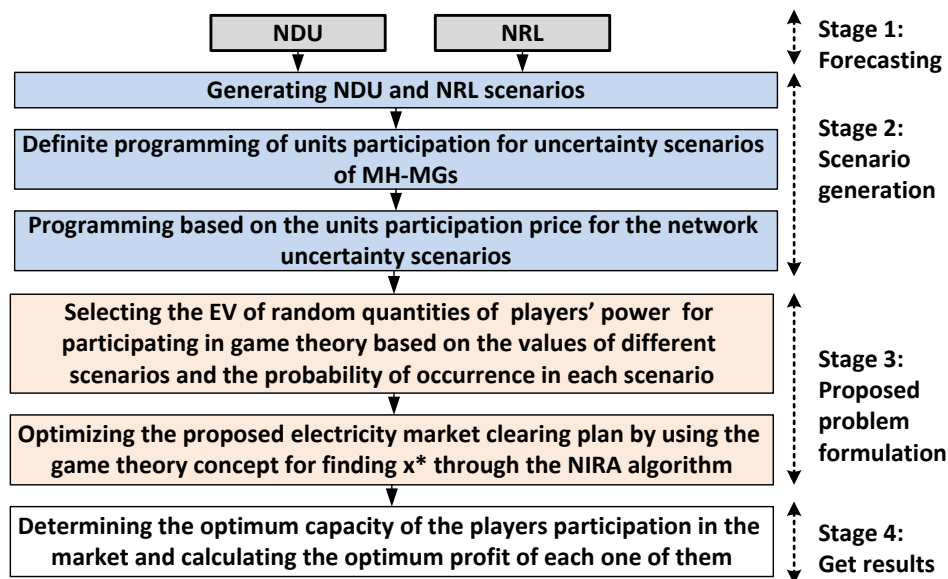 NDU
NRL
Stage 1:
Forecasting
Generating NDU and NRL scenarios
Definite programming of units participation for uncertainty scenarios
of MH-MGs
Programming based on the units participation price for the network
uncertainty scenarios
Stage 2:
Scenario
generation
Selecting the EV of random quantities of players’ power for
participating in game theory based on the values of different
scenarios and the probability of occurrence in each scenario
Optimizing the proposed electricity market clearing plan by using the
game theory concept for finding x* through the NIRA algorithm
Stage 3:
Proposed
problem
formulation
Determining the optimum capacity of the players participation in the
market and calculating the optimum profit of each one of them
Stage 4:
Get results